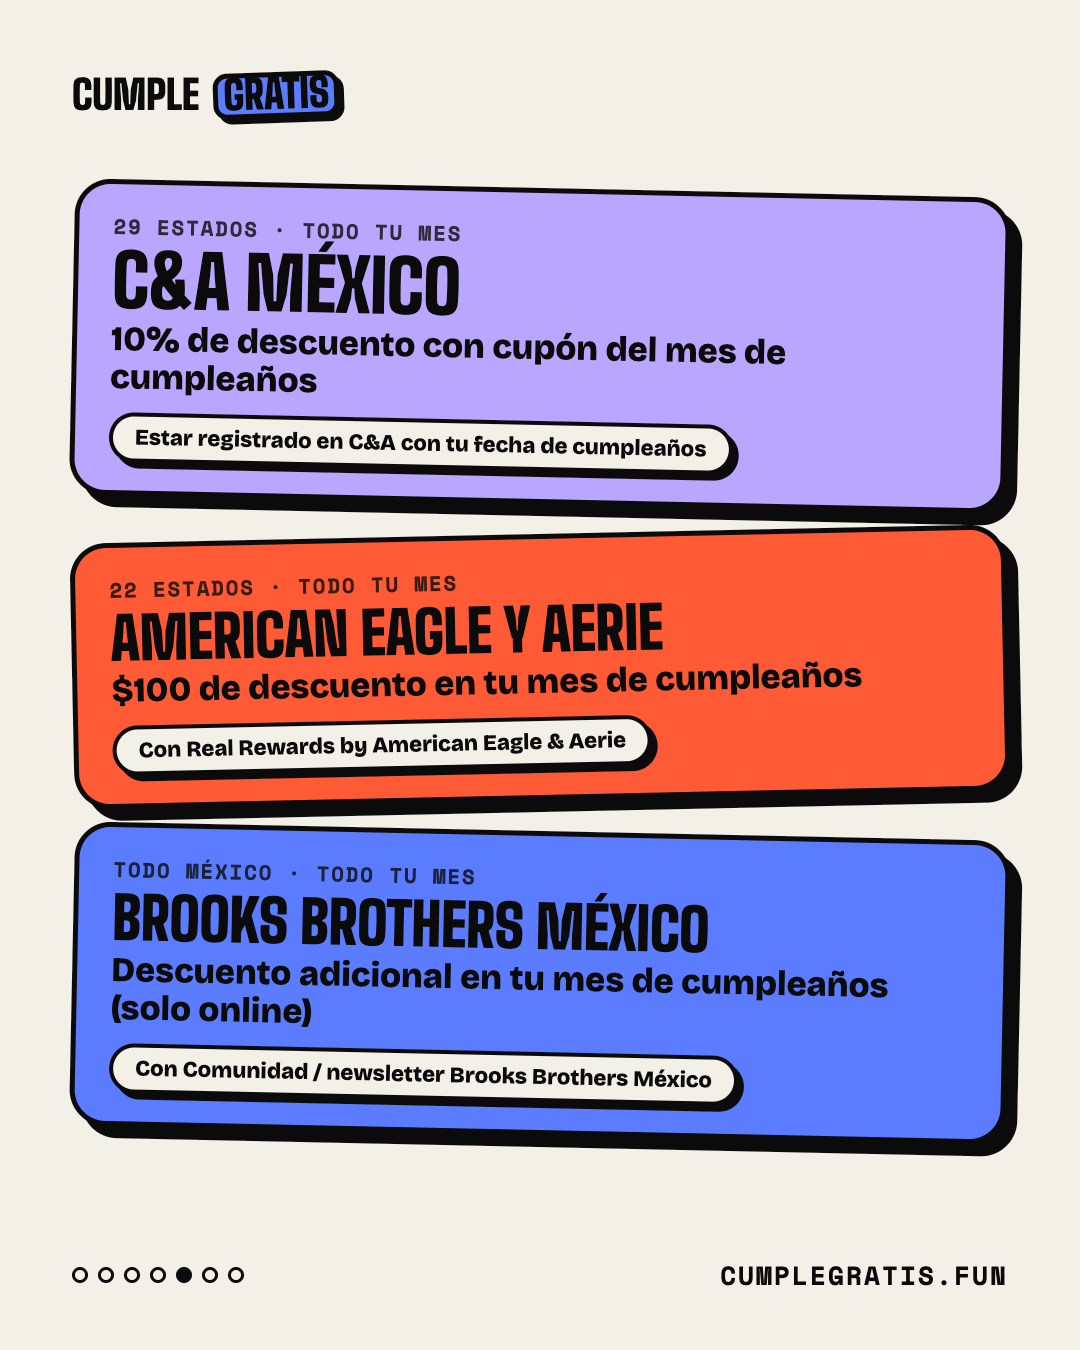 CUMPLE GRATIS
29 ESTADOS · TODO TU MES
C&A MÉXICO
10% de descuento con cupón del mes de
cumpleaños
Estar registrado en C&A con tu fecha de cumpleaños
22 ESTADOS · TODO TU MES
AMERICAN EAGLE Y AERIE
$100 de descuento en tu mes de cumpleaños
Con Real Rewards by American Eagle & Aerie
TODO MÉXICO · TODO TU MES
BROOKS BROTHERS MÉXICO
Descuento adicional en tu mes de cumpleaños
(solo online)
Con Comunidad / newsletter Brooks Brothers México
CUMPLEGRATIS.FUN